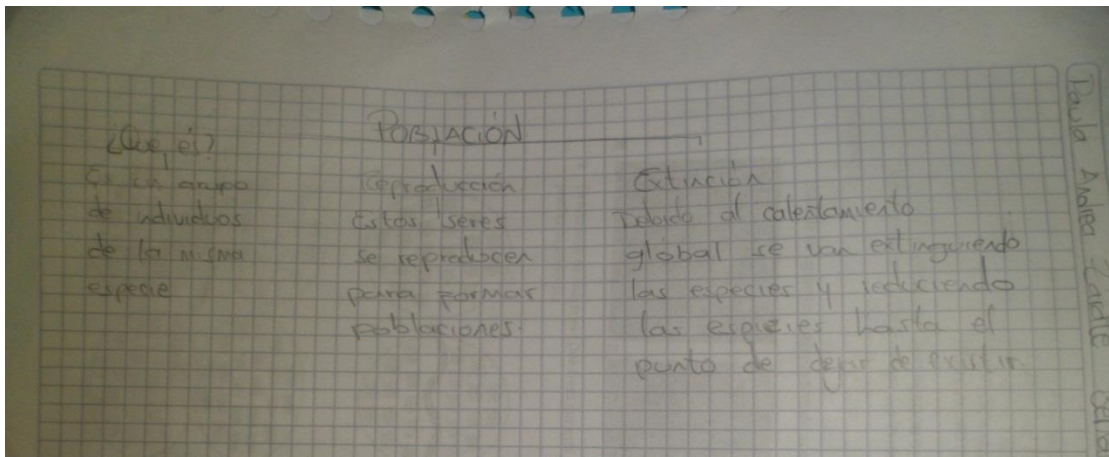 POBLACIÓN
¿Que es?
Es un grupo
de individuos
de la misma
especie
Reproducción
Estos seres
se reproducen
para formar
poblaciones.
Extinción
Debido al calentamiento
global se van extinguiendo
las especies y reduciendo
las especies hasta el
punto de dejar de existir.
Paula Andrea